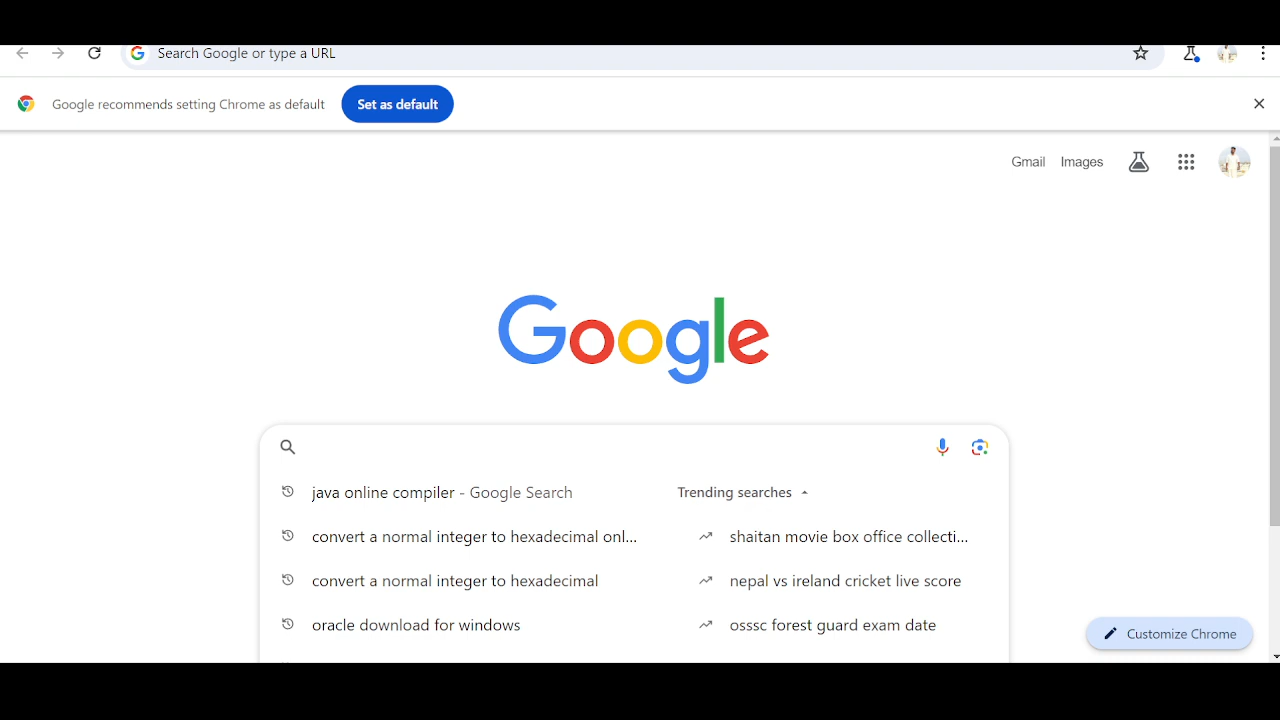 Search Google or type a URL
Google recommends setting Chrome as default
Set as default
Gmail
Images
Google
java online compiler - Google Search
convert a normal integer to hexadecimal onl...
convert a normal integer to hexadecimal
oracle download for windows
Trending searches
shaitan movie box office collecti...
nepal vs ireland cricket live score
osssc forest guard exam date
Customize Chrome